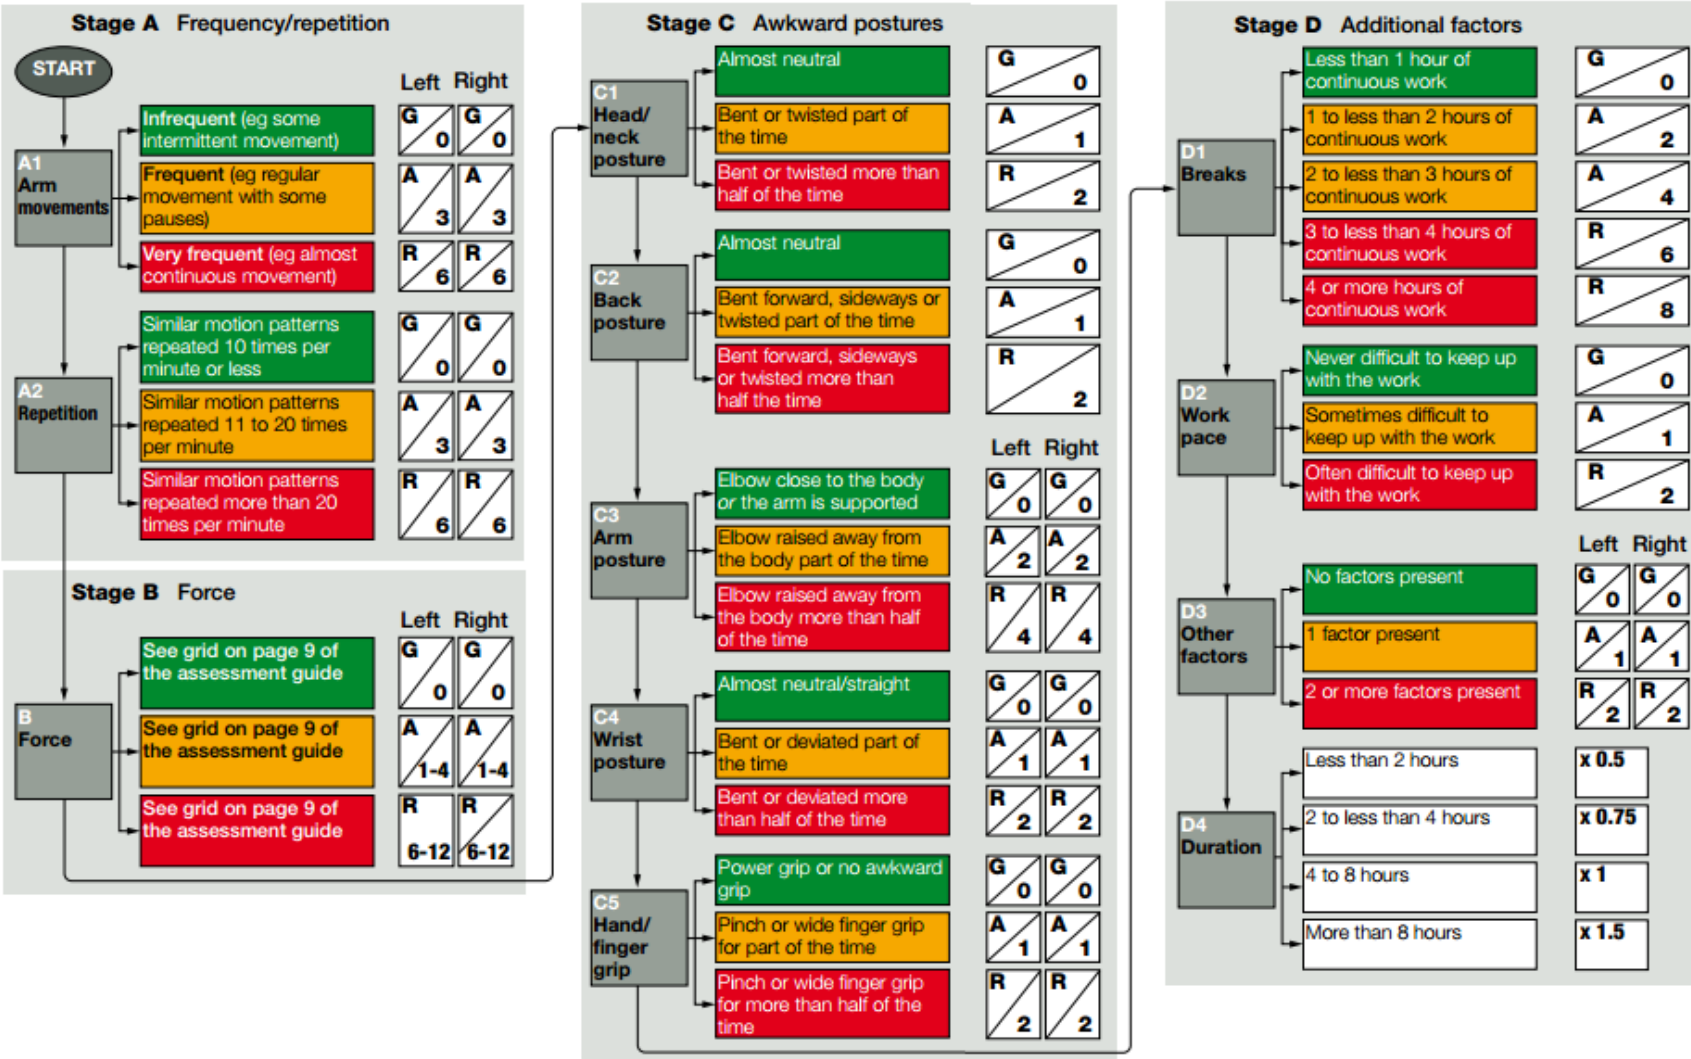 Stage A Frequency/repetition
START
Left Right
A1
Arm
movements
Infrequent (eg some
intermittent movement)
G 0 G 0
Frequent (eg regular
movement with some
pauses)
A 3 A 3
Very frequent (eg almost
continuous movement)
R 6 R 6
A2
Repetition
Similar motion patterns
repeated 10 times per
minute or less
G 0 G 0
Similar motion patterns
repeated 11 to 20 times
per minute
A 3 A 3
Similar motion patterns
repeated more than 20
times per minute
R 6 R 6
Stage B Force
Left Right
B
Force
See grid on page 9 of
the assessment guide
G 0 G 0
See grid on page 9 of
the assessment guide
A 1-4 A 1-4
See grid on page 9 of
the assessment guide
R 6-12 R 6-12
Stage C Awkward postures
C1
Head/
neck
posture
Almost neutral
G 0
Bent or twisted part of
the time
A 1
Bent or twisted more than
half of the time
R 2
C2
Back
posture
Almost neutral
G 0
Bent forward, sideways or
twisted part of the time
A 1
Bent forward, sideways
or twisted more than
half the time
R 2
Left Right
C3
Arm
posture
Elbow close to the body
or the arm is supported
G 0 G 0
Elbow raised away from
the body part of the time
A 2 A 2
Elbow raised away from
the body more than half
of the time
R 4 R 4
C4
Wrist
posture
Almost neutral/straight
G 0 G 0
Bent or deviated part of
the time
A 1 A 1
Bent or deviated more
than half of the time
R 2 R 2
C5
Hand/
finger
grip
Power grip or no awkward
grip
G 0 G 0
Pinch or wide finger grip
for part of the time
A 1 A 1
Pinch or wide finger grip
for more than half of the
time
R 2 R 2
Stage D Additional factors
D1
Breaks
Less than 1 hour of
continuous work
G 0
1 to less than 2 hours of
continuous work
A 2
2 to less than 3 hours of
continuous work
A 4
3 to less than 4 hours of
continuous work
R 6
4 or more hours of
continuous work
R 8
D2
Work
pace
Never difficult to keep up
with the work
G 0
Sometimes difficult to
keep up with the work
A 1
Often difficult to keep up
with the work
R 2
Left Right
D3
Other
factors
No factors present
G 0 G 0
1 factor present
A 1 A 1
2 or more factors present
R 2 R 2
D4
Duration
Less than 2 hours
x 0.5
2 to less than 4 hours
x 0.75
4 to 8 hours
x 1
More than 8 hours
x 1.5